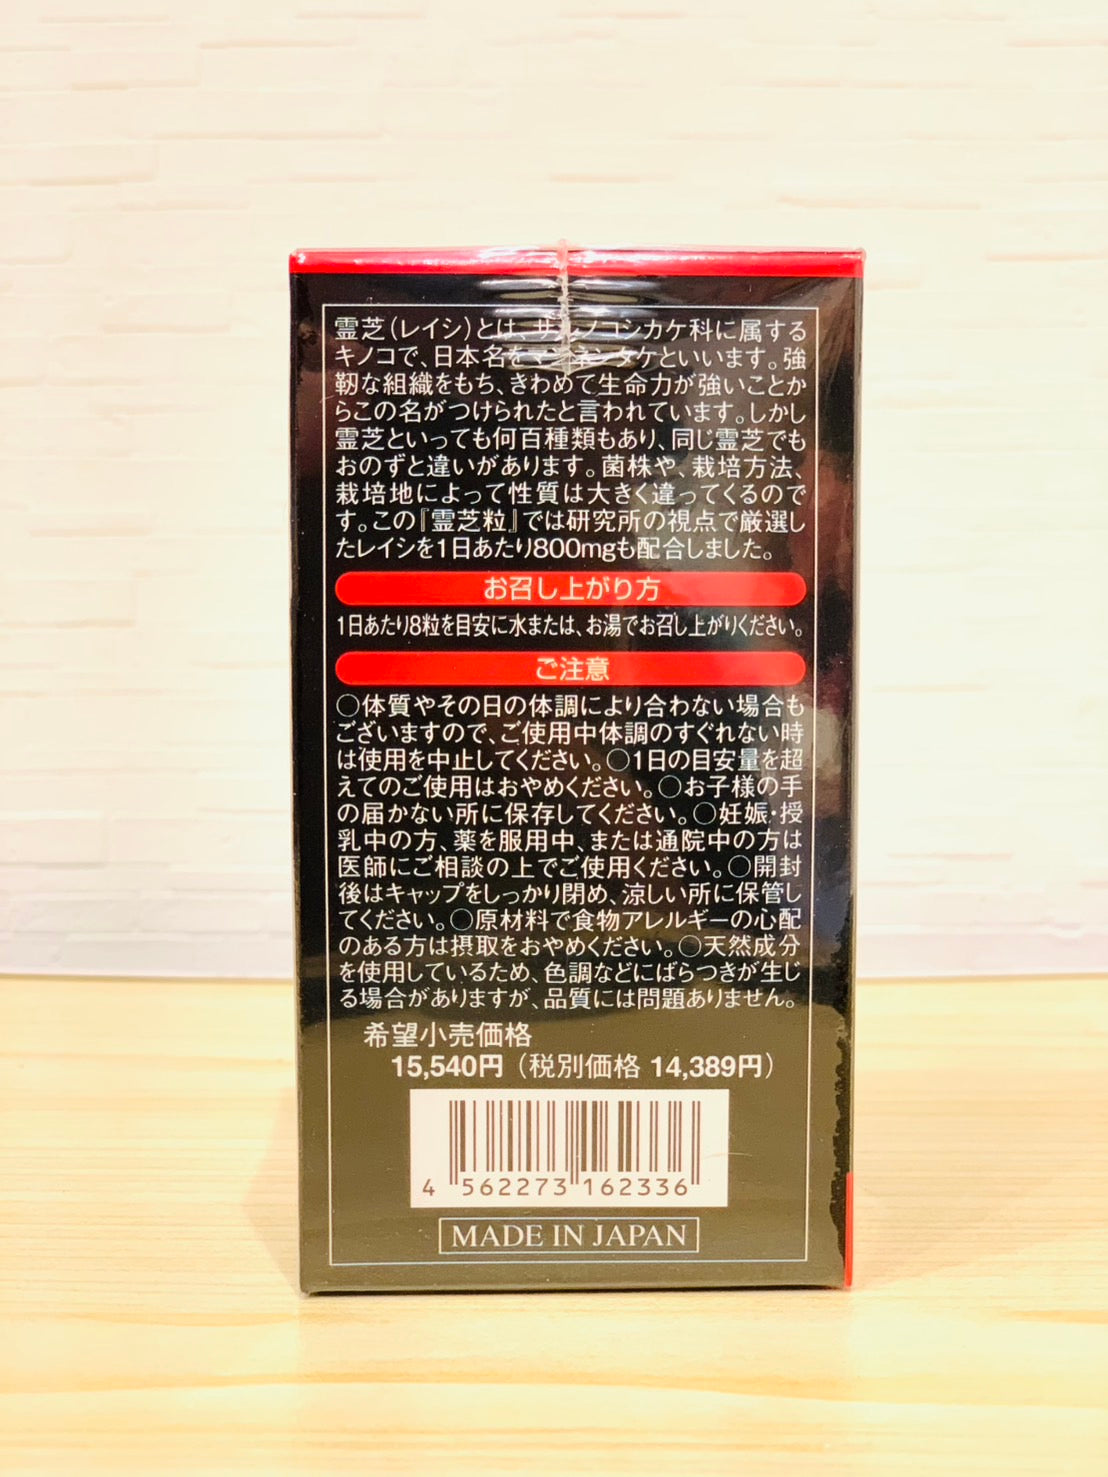 霊芝（レイシ）とは、サルノコシカケ科に属する
キノコで、日本名をマンネンタケといいます。強
靭な組織をもち、きわめて生命力が強いことか
らこの名がつけられたと言われています。しかし
霊芝といっても何百種類もあり、同じ霊芝でも
おのずと違いがあります。菌株や、栽培方法、
栽培地によって性質は大きく違ってくるので
す。この『霊芝粒』では研究所の視点で厳選し
たレイシを1日あたり800mgも配合しました。
お召し上がり方
1日あたり8粒を目安に水または、お湯でお召し上がりください。
ご注意
○体質やその日の体調により合わない場合も
ございますので、ご使用中体調のすぐれない時
は使用を中止してください。○1日の目安量を超
えてのご使用はおやめください。○お子様の手
の届かない所に保存してください。○妊娠・授
乳中の方、薬を服用中、または通院中の方は
医師にご相談の上でご使用ください。○開封
後はキャップをしっかり閉め、涼しい所に保管し
てください。○原材料で食物アレルギーの心配
のある方は摂取をおやめください。○天然成分
を使用しているため、色調などにばらつきが生じ
る場合がありますが、品質には問題ありません。
希望小売価格
15,540円（税別価格 14,389円）
4 562273 162336
MADE IN JAPAN